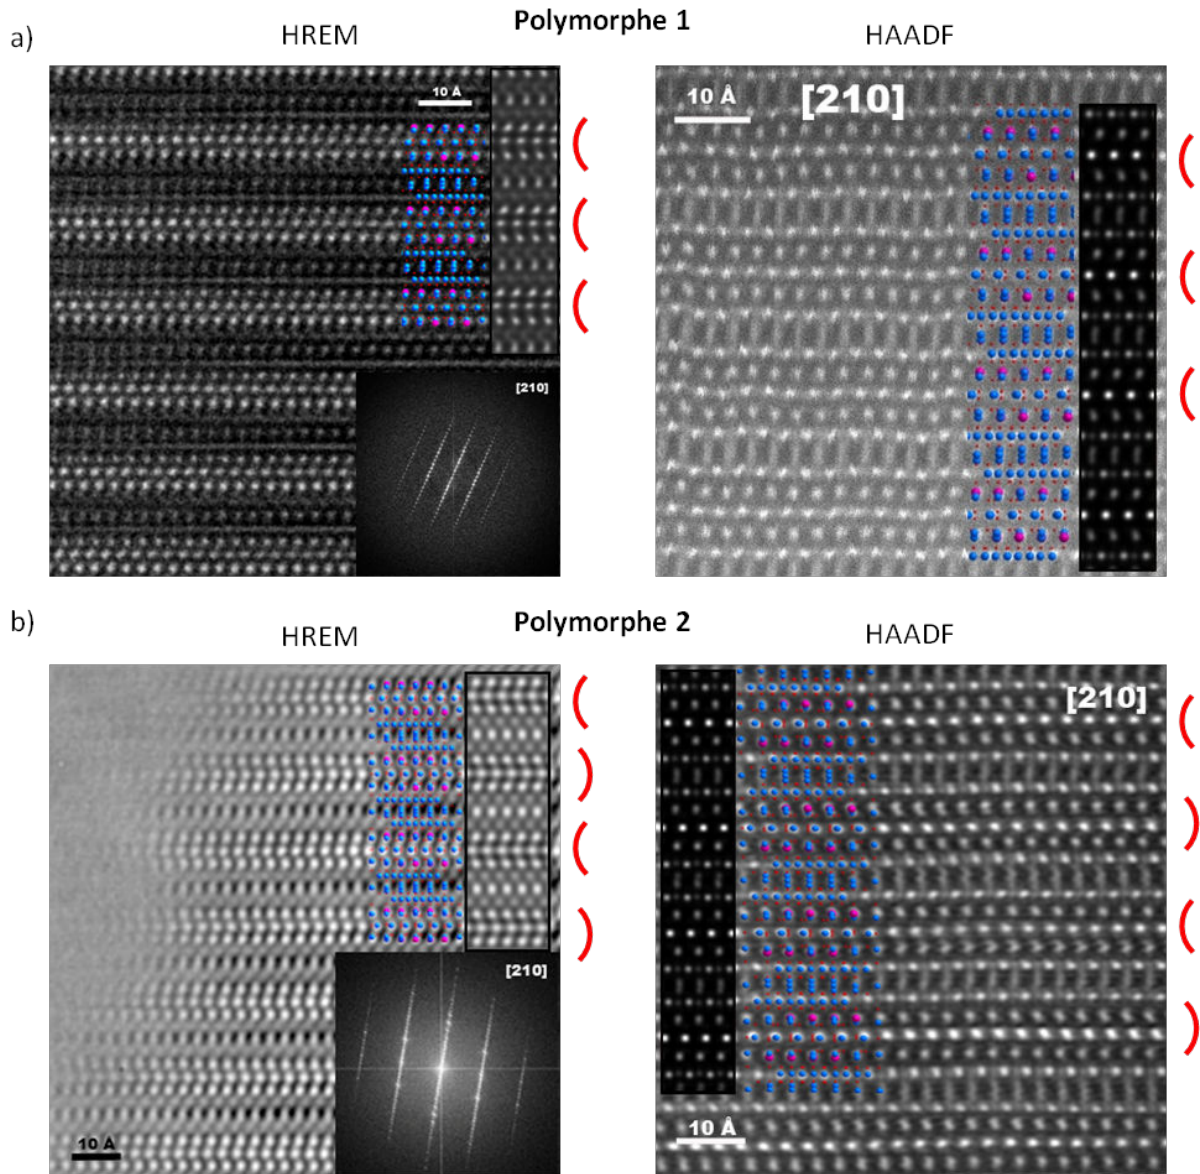 Polymorphe 1
a)
HREM
HAADF
10 Å
10 Å
[210]
[210]
Polymorphe 2
b)
HREM
HAADF
[210]
[210]
10 Å
10 Å